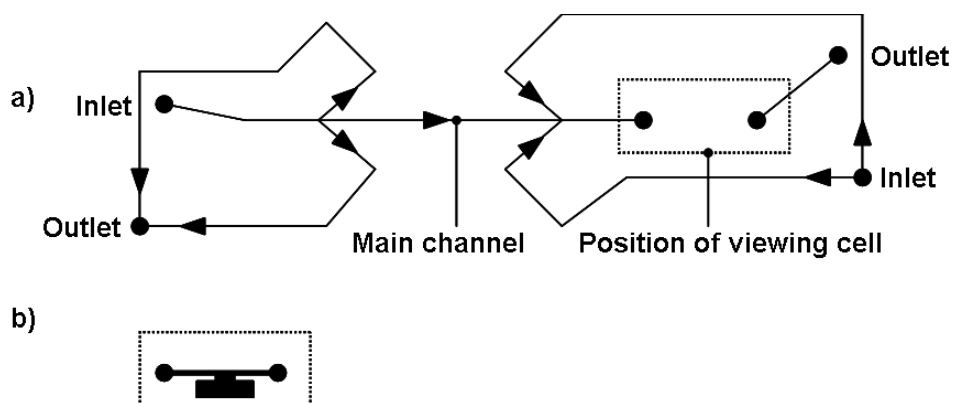 a)
Inlet
Outlet
Main channel
Position of viewing cell
Outlet
Inlet
b)